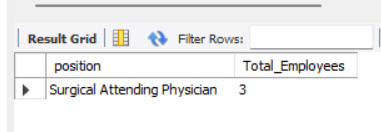 Result Grid Filter Rows:
position Total_Employees
Surgical Attending Physician 3